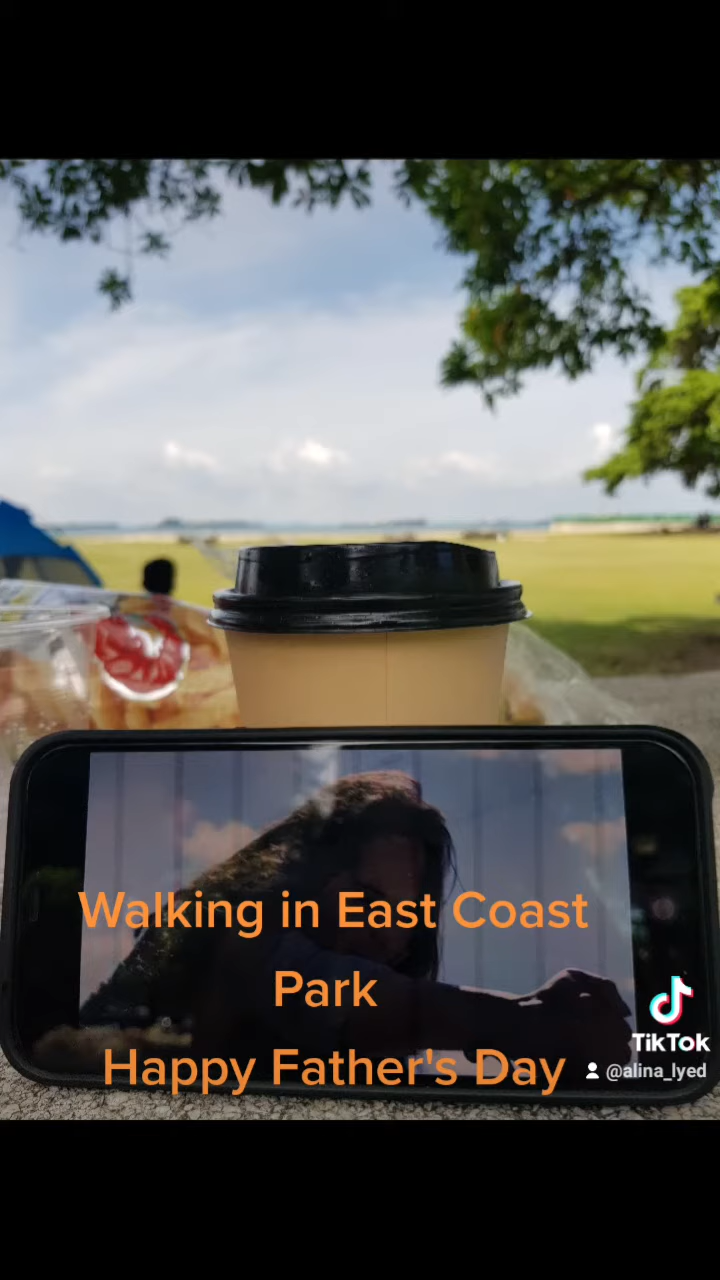 Walking in East Coast
Park
Happy Father's Day
TikTok
@alina_lyed